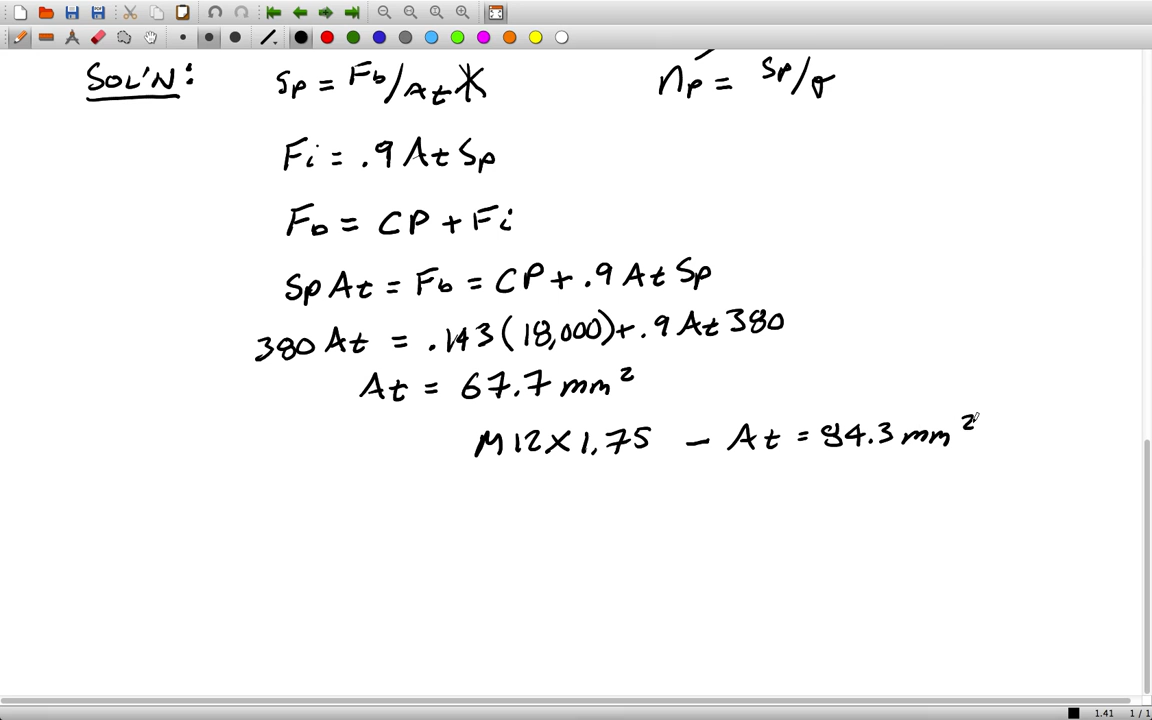 SOL'N: Sp = Fb/At np = Sp/σ
Fi = .9 At Sp
Fb = CP + Fi
Sp At = Fb = CP + .9 At Sp
380 At = .143(18,000) + .9 At 380
At = 67.7 mm²
M12X1.75 - At = 84.3 mm²
1.41 1 / 1